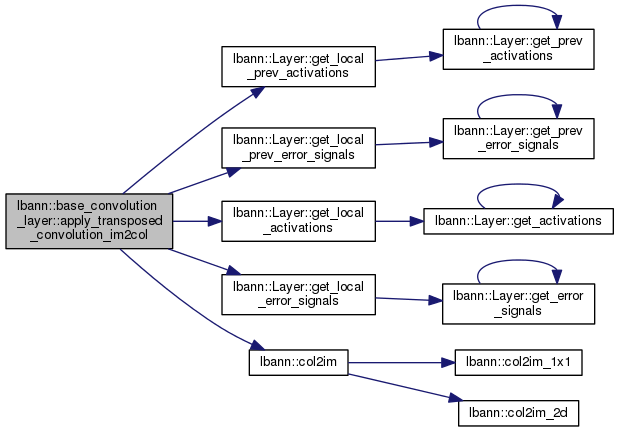 lbann::base_convolution
_layer::apply_transposed
_convolution_im2col
lbann::Layer::get_local
_prev_activations
lbann::Layer::get_prev
_activations
lbann::Layer::get_local
_prev_error_signals
lbann::Layer::get_prev
_error_signals
lbann::Layer::get_local
_activations
lbann::Layer::get_activations
lbann::Layer::get_local
_error_signals
lbann::Layer::get_error
_signals
lbann::col2im
lbann::col2im_1x1
lbann::col2im_2d